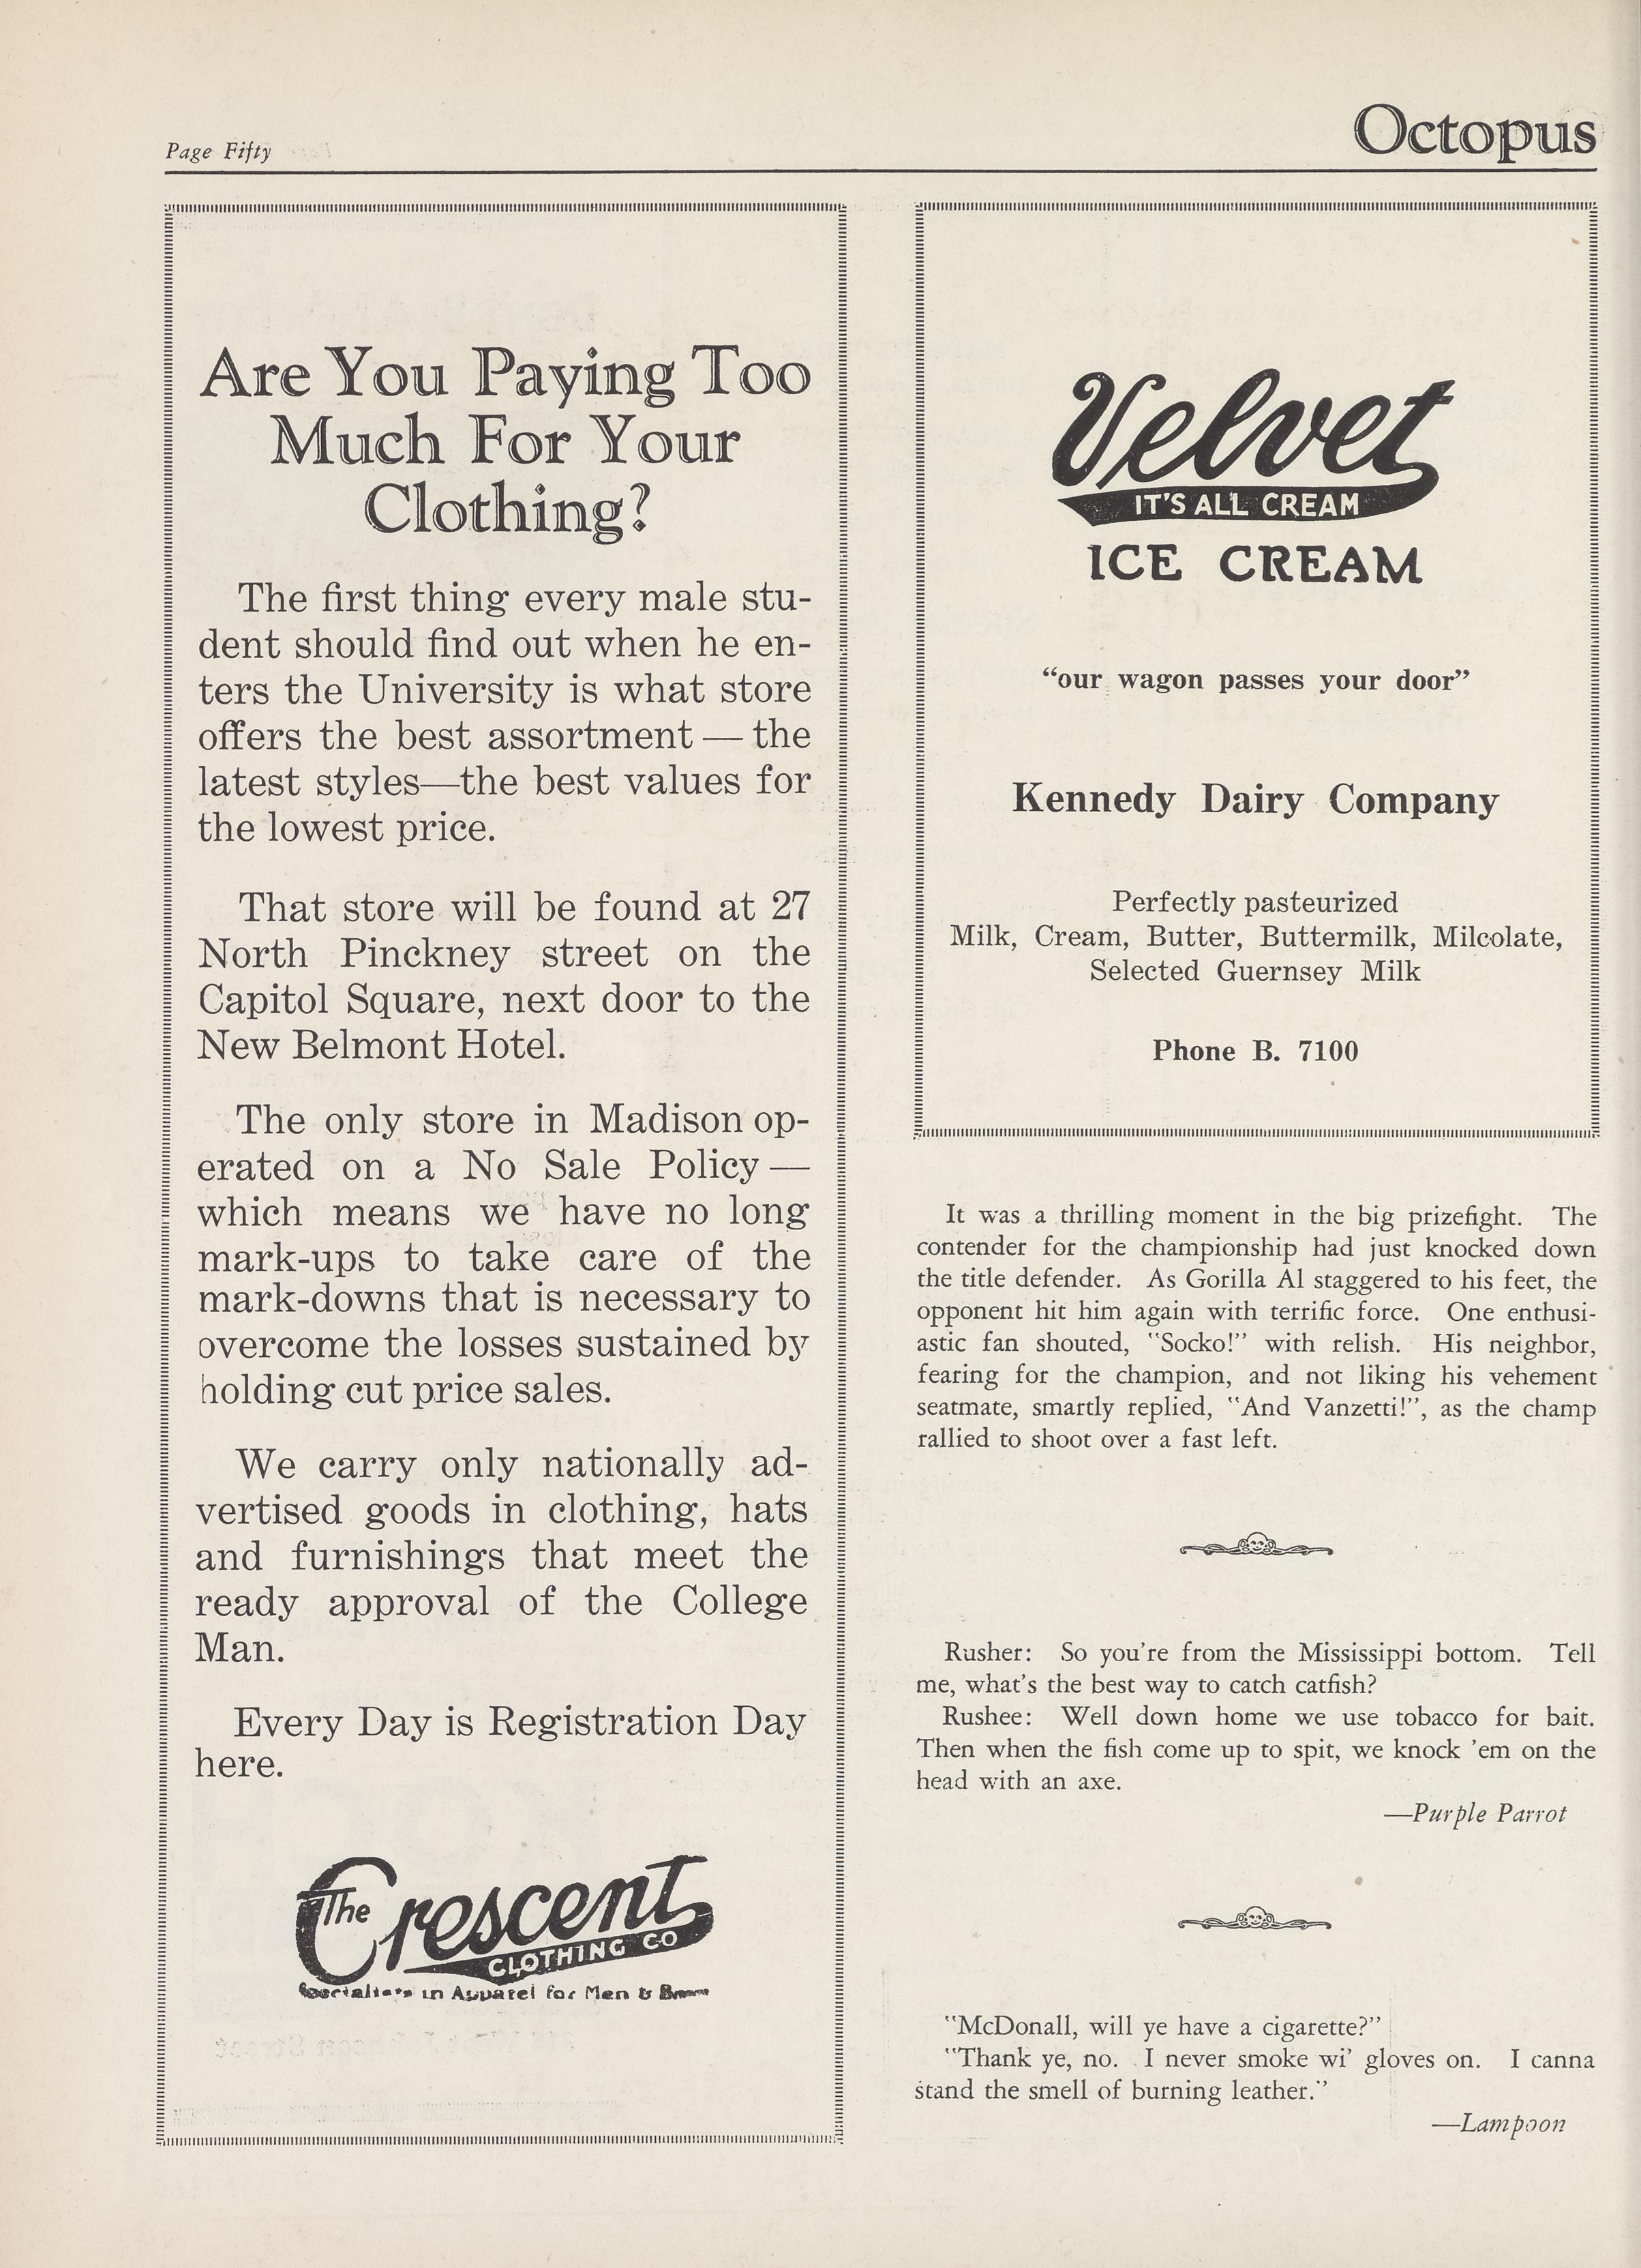 Page Fifty
Octopus
Are You Paying Too
Much For Your
Clothing?
The first thing every male stu-
dent should find out when he en-
ters the University is what store
offers the best assortment — the
latest styles—the best values for
the lowest price.
That store will be found at 27
North Pinckney street on the
Capitol Square, next door to the
New Belmont Hotel.
The only store in Madison op-
erated on a No Sale Policy —
which means we have no long
mark-ups to take care of the
mark-downs that is necessary to
overcome the losses sustained by
holding cut price sales.
We carry only nationally ad-
vertised goods in clothing, hats
and furnishings that meet the
ready approval of the College
Man.
Every Day is Registration Day
here.
The Crescent
CLOTHING CO
Specialists in Apparel for Men &
Velvet
IT'S ALL CREAM
ICE CREAM
"our wagon passes your door"
Kennedy Dairy Company
Perfectly pasteurized
Milk, Cream, Butter, Buttermilk, Milcolate,
Selected Guernsey Milk
Phone B. 7100
It was a thrilling moment in the big prizefight. The
contender for the championship had just knocked down
the title defender. As Gorilla Al staggered to his feet, the
opponent hit him again with terrific force. One enthusi-
astic fan shouted, "Socko!" with relish. His neighbor,
fearing for the champion, and not liking his vehement
seatmate, smartly replied, "And Vanzetti!", as the champ
rallied to shoot over a fast left.
Rusher: So you're from the Mississippi bottom. Tell
me, what's the best way to catch catfish?
Rushee: Well down home we use tobacco for bait.
Then when the fish come up to spit, we knock 'em on the
head with an axe.
—Purple Parrot
"McDonall, will ye have a cigarette?"
"Thank ye, no. I never smoke wi' gloves on. I canna
stand the smell of burning leather."
—Lampoon